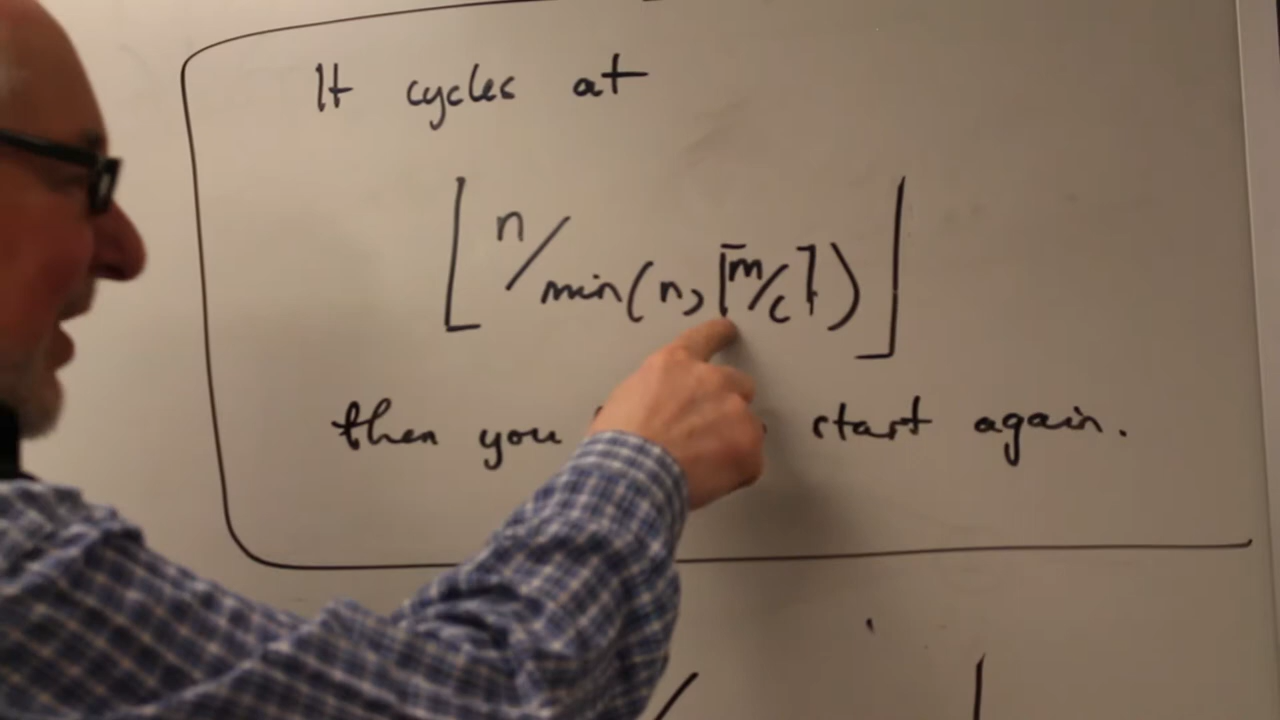 It cycles at
⌊ n/min(n, ⌈m/c⌉) ⌋
then you start again.